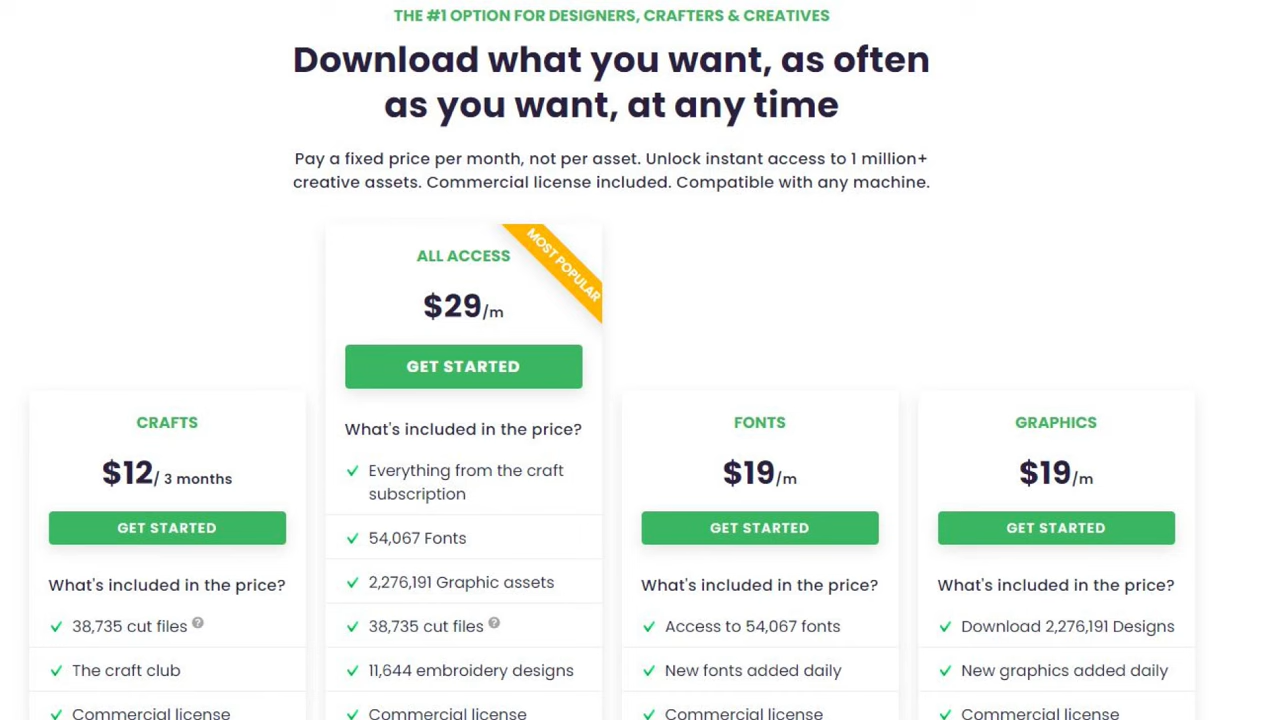 THE #1 OPTION FOR DESIGNERS, CRAFTERS & CREATIVES
Download what you want, as often
as you want, at any time
Pay a fixed price per month, not per asset. Unlock instant access to 1 million+
creative assets. Commercial license included. Compatible with any machine.
MOST POPULAR
ALL ACCESS
$29/m
GET STARTED
What's included in the price?
Everything from the craft
subscription
54,067 Fonts
2,276,191 Graphic assets
38,735 cut files ?
11,644 embroidery designs
Commercial license
CRAFTS
$12/ 3 months
GET STARTED
What's included in the price?
38,735 cut files ?
The craft club
Commercial license
FONTS
$19/m
GET STARTED
What's included in the price?
Access to 54,067 fonts
New fonts added daily
Commercial license
GRAPHICS
$19/m
GET STARTED
What's included in the price?
Download 2,276,191 Designs
New graphics added daily
Commercial license